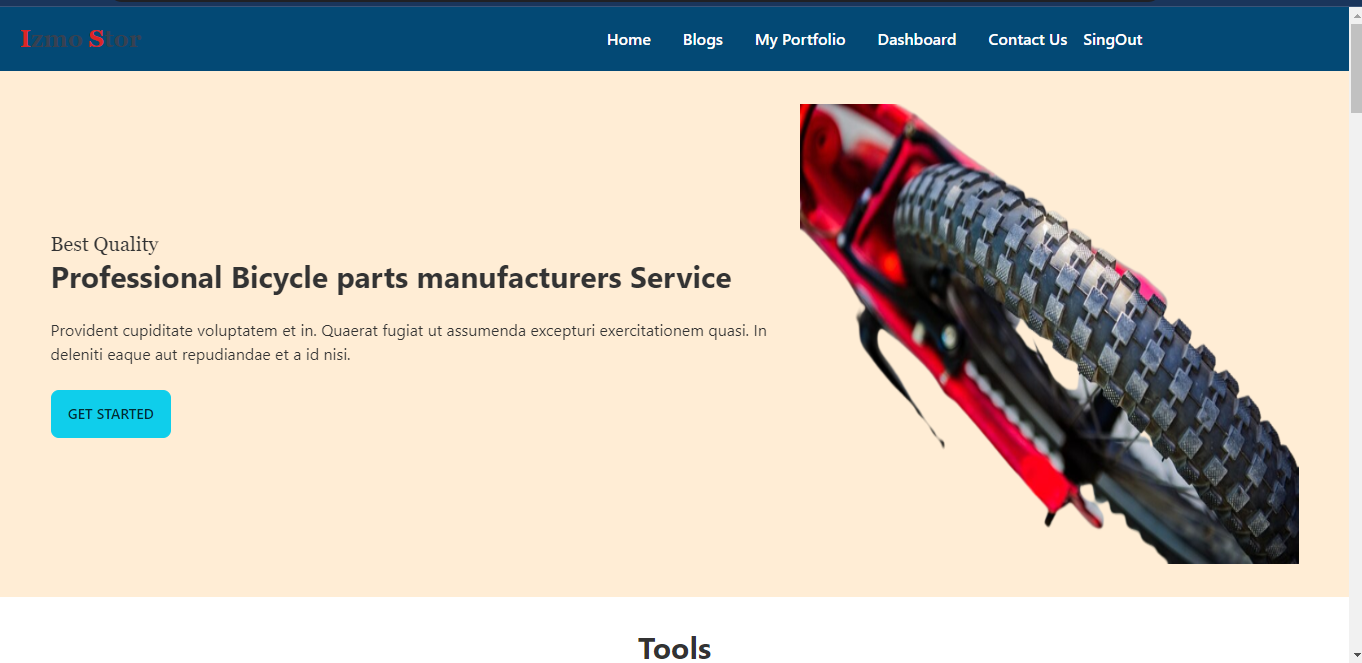 Izmo Stor
Home Blogs My Portfolio Dashboard Contact Us SingOut
Best Quality
Professional Bicycle parts manufacturers Service
Provident cupiditate voluptatem et in. Quaerat fugiat ut assumenda excepturi exercitationem quasi. In
deleniti eaque aut repudiandae et a id nisi.
GET STARTED
Tools